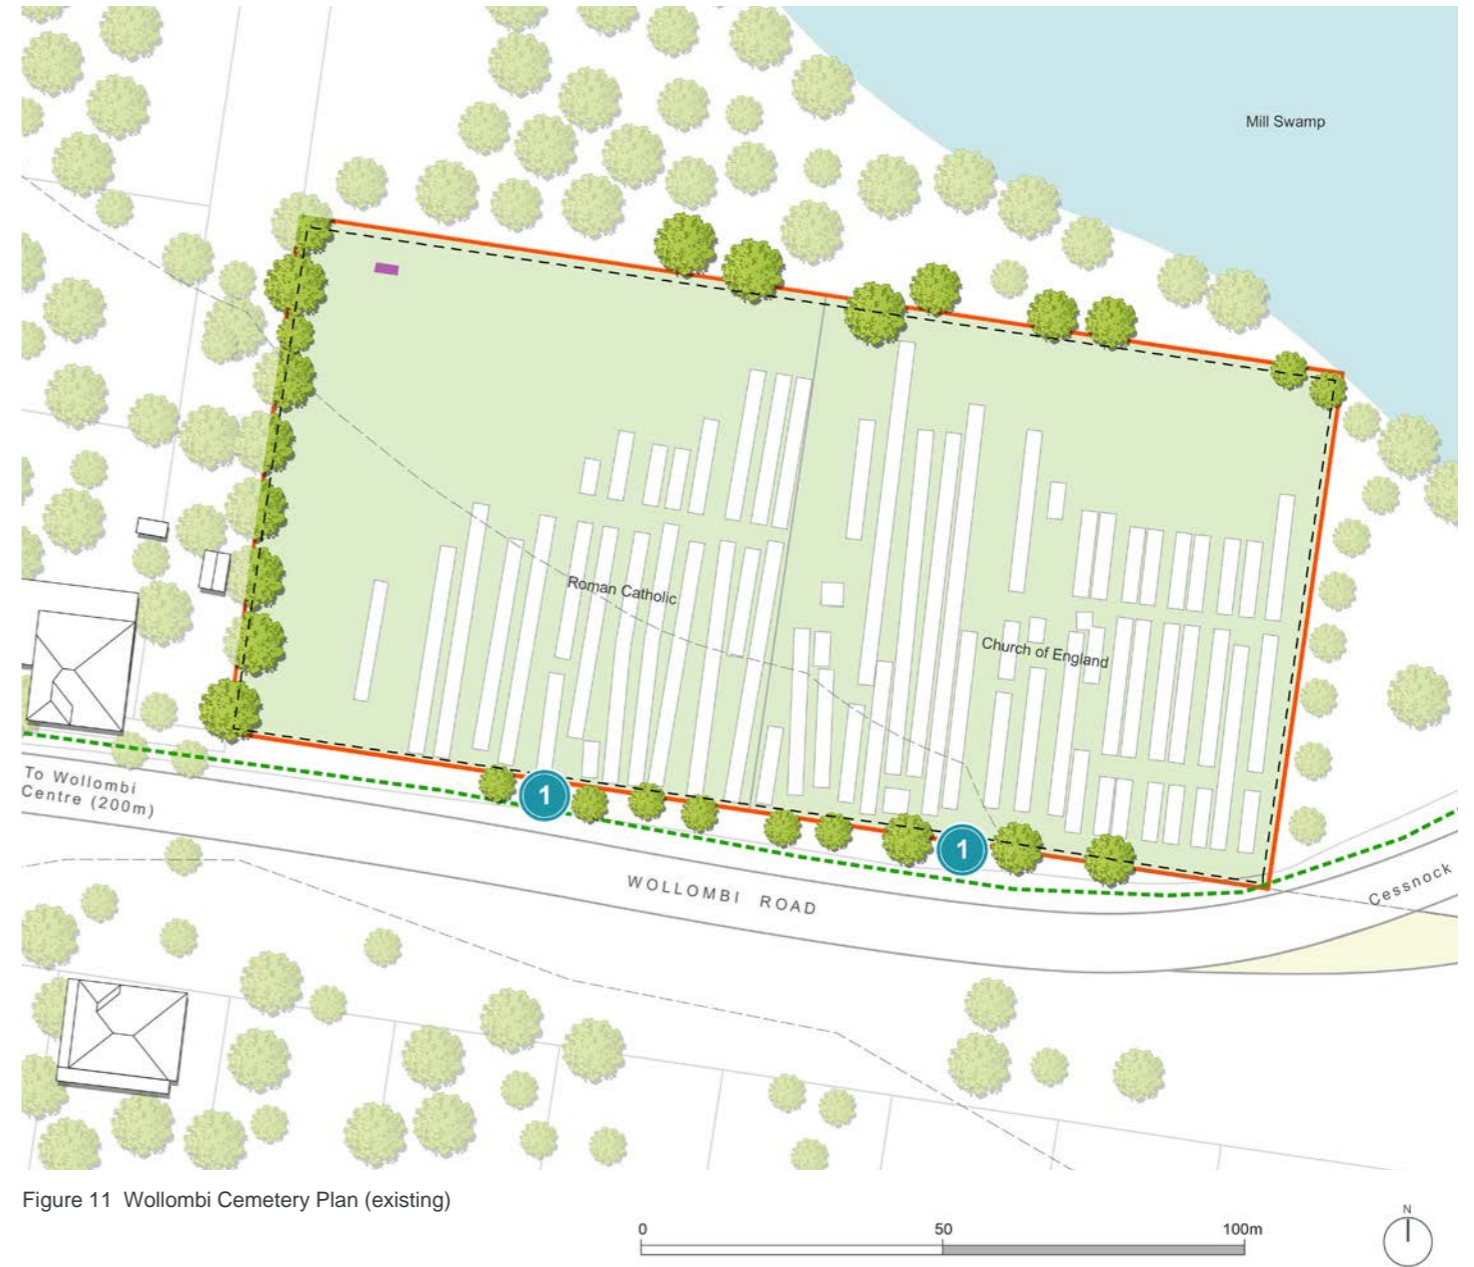 Mill Swamp
Roman Catholic
Church of England
To Wollombi
Centre (200m)
1
1
WOLLOMBI ROAD
Cessnock
Figure 11 Wollombi Cemetery Plan (existing)
0
50
100m
N